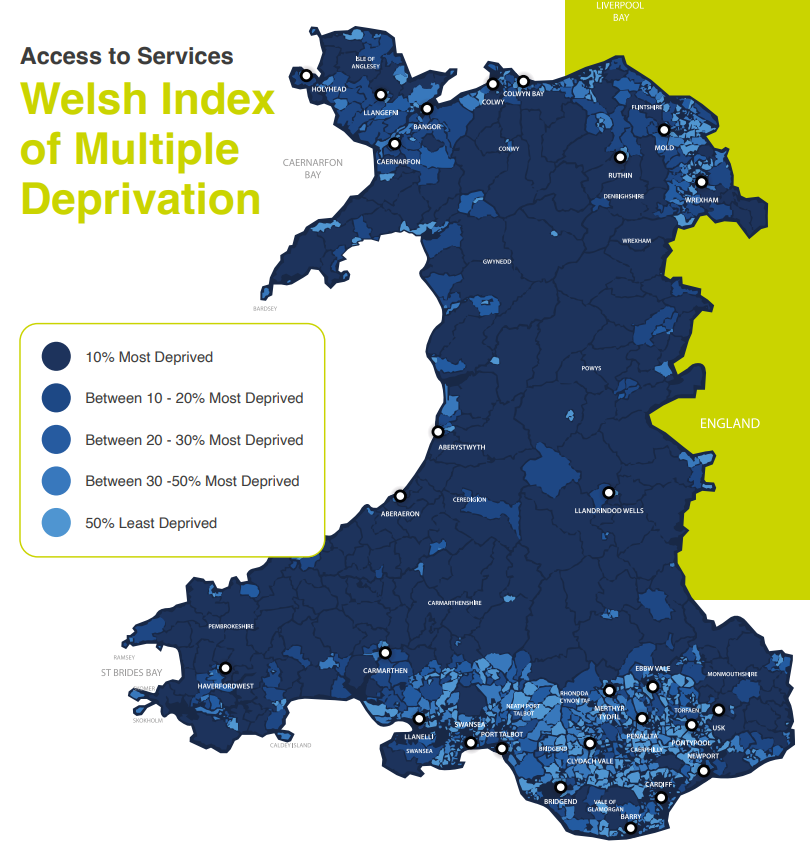 LIVERPOOL
BAY
Access to Services
Welsh Index
of Multiple
Deprivation
ISLE OF
ANGLESEY
HOLYHEAD
LLANGEFNI
BANGOR
CAERNARFON
CAERNARFON
BAY
COLWYN BAY
COLWY
CONWY
FLINTSHIRE
MOLD
RUTHIN
DENBIGHSHIRE
WREXHAM
WREXHAM
GWYNEDD
BARDSEY
10% Most Deprived
Between 10 - 20% Most Deprived
Between 20 - 30% Most Deprived
Between 30 -50% Most Deprived
50% Least Deprived
POWYS
ENGLAND
ABERYSTWYTH
ABERAERON
CEREDIGION
LLANDRINDOD WELLS
CARMARTHENSHIRE
PEMBROKESHIRE
RAMSEY
ST BRIDES BAY
SKOKHOLM
HAVERFORDWEST
CALDEY ISLAND
CARMARTHEN
LLANELLI
SWANSEA
SWANSEA
NEATH PORT
TALBOT
PORT TALBOT
RHONDDA
CYNON TAF
EBBW VALE
MERTHYR
TYDFIL
MONMOUTHSHIRE
TORFAEN
USK
PENALLTA
CAERPHILLY
PONTYPOOL
NEWPORT
BRIDGEND
CLYDACH VALE
BRIDGEND
VALE OF
GLAMORGAN
CARDIFF
BARRY